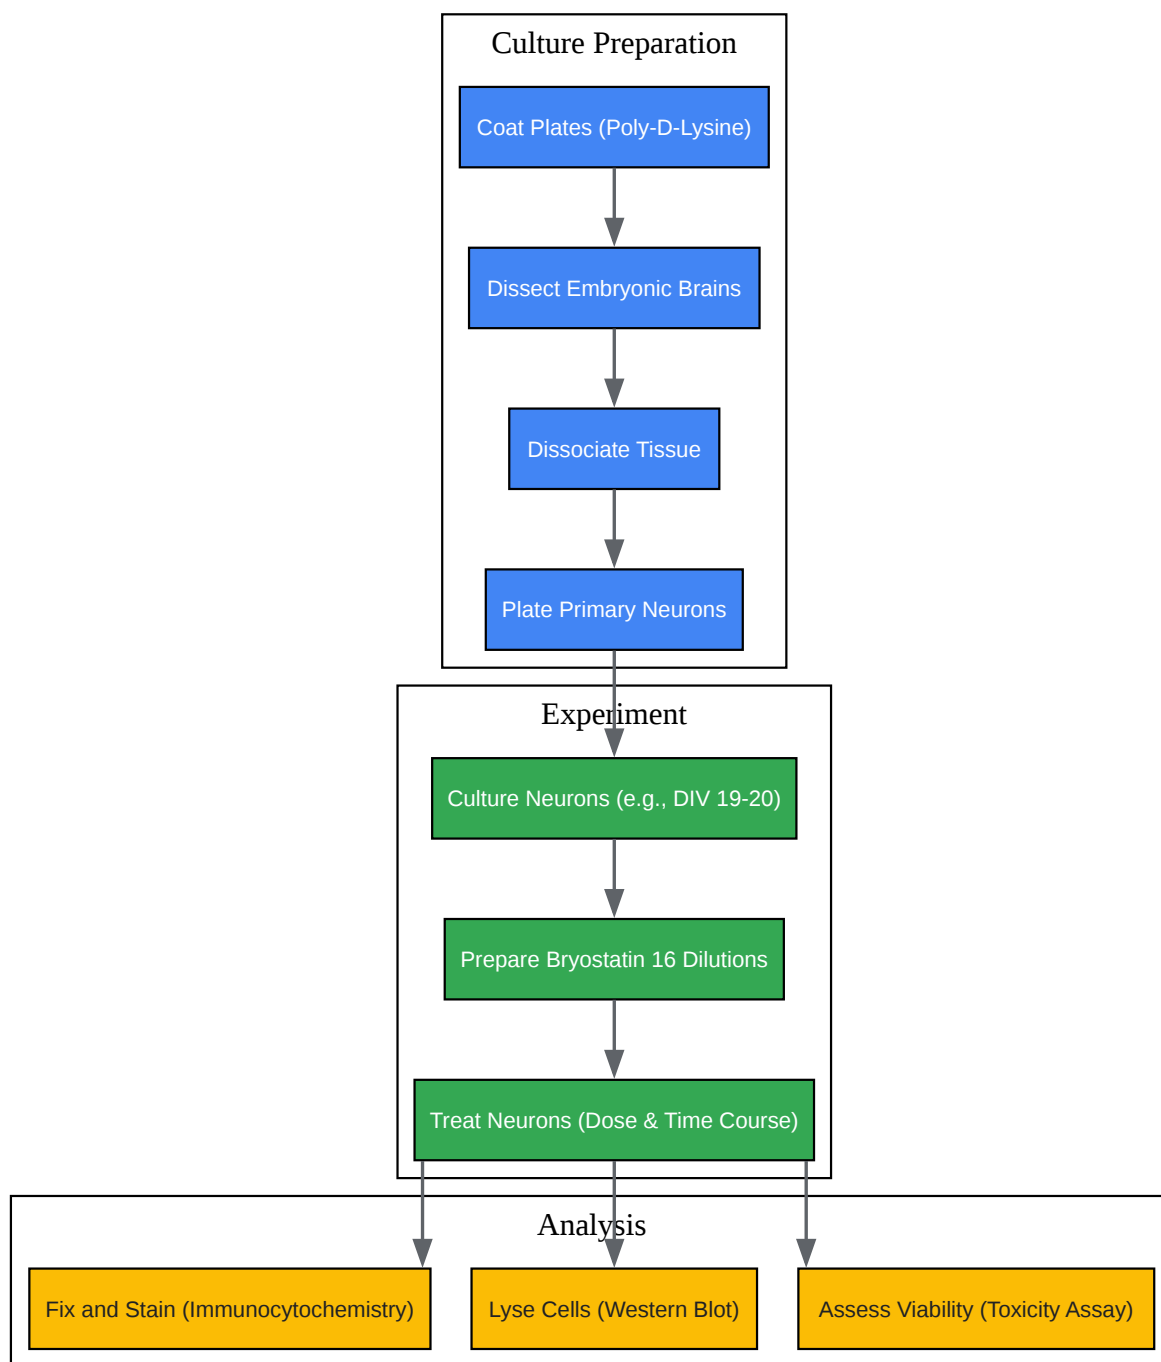 Culture Preparation
Coat Plates (Poly-D-Lysine)
Dissect Embryonic Brains
Dissociate Tissue
Plate Primary Neurons
Experiment
Culture Neurons (e.g., DIV 19-20)
Prepare Bryostatin 16 Dilutions
Treat Neurons (Dose & Time Course)
Analysis
Fix and Stain (Immunocytochemistry)
Lyse Cells (Western Blot)
Assess Viability (Toxicity Assay)